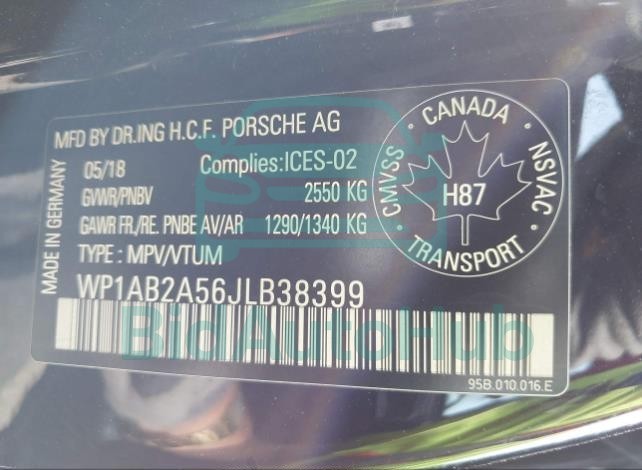 MFD BY DR.ING H.C.F. PORSCHE AG
05/18 Complies:ICES-02
GVWR/PNBV 2550 KG
GAWR FR./RE. PNBE AV/AR 1290/1340 KG
TYPE : MPV/VTUM
WP1AB2A56JLB38399
MADE IN GERMANY
CANADA
CMVSS
NSVAC
H87
TRANSPORT
BidAutoHub
95B.010.016.E